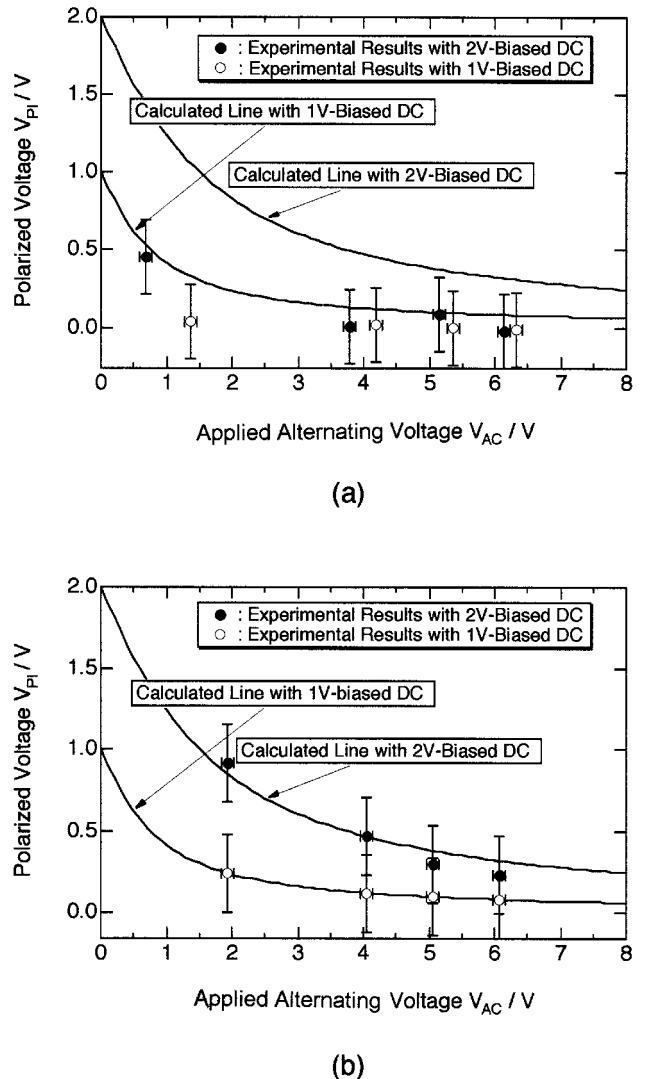 2.0
● : Experimental Results with 2V-Biased DC
○ : Experimental Results with 1V-Biased DC
1.5
Calculated Line with 1V-Biased DC
Calculated Line with 2V-Biased DC
1.0
0.5
0.0
Polarized Voltage V_PI / V
0 1 2 3 4 5 6 7 8
Applied Alternating Voltage V_AC / V
(a)
2.0
● : Experimental Results with 2V-Biased DC
○ : Experimental Results with 1V-Biased DC
1.5
Calculated Line with 1V-biased DC
Calculated Line with 2V-Biased DC
1.0
0.5
0.0
Polarized Voltage V_PI / V
0 1 2 3 4 5 6 7 8
Applied Alternating Voltage V_AC / V
(b)